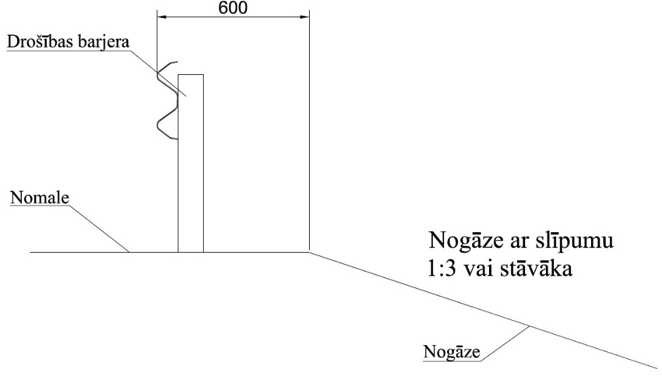 600
Drošības barjera
Nomale
Nogāze ar slīpumu
1:3 vai stāvāka
Nogāze